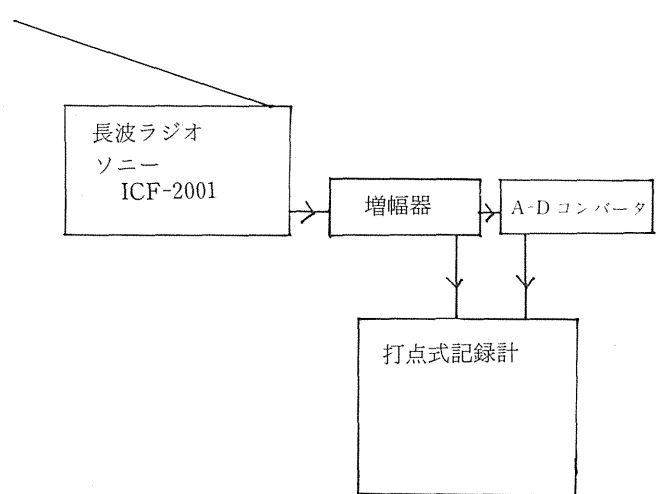 長波ラジオ
ソニー
ICF-2001
増幅器
A-Dコンバータ
打点式記録計